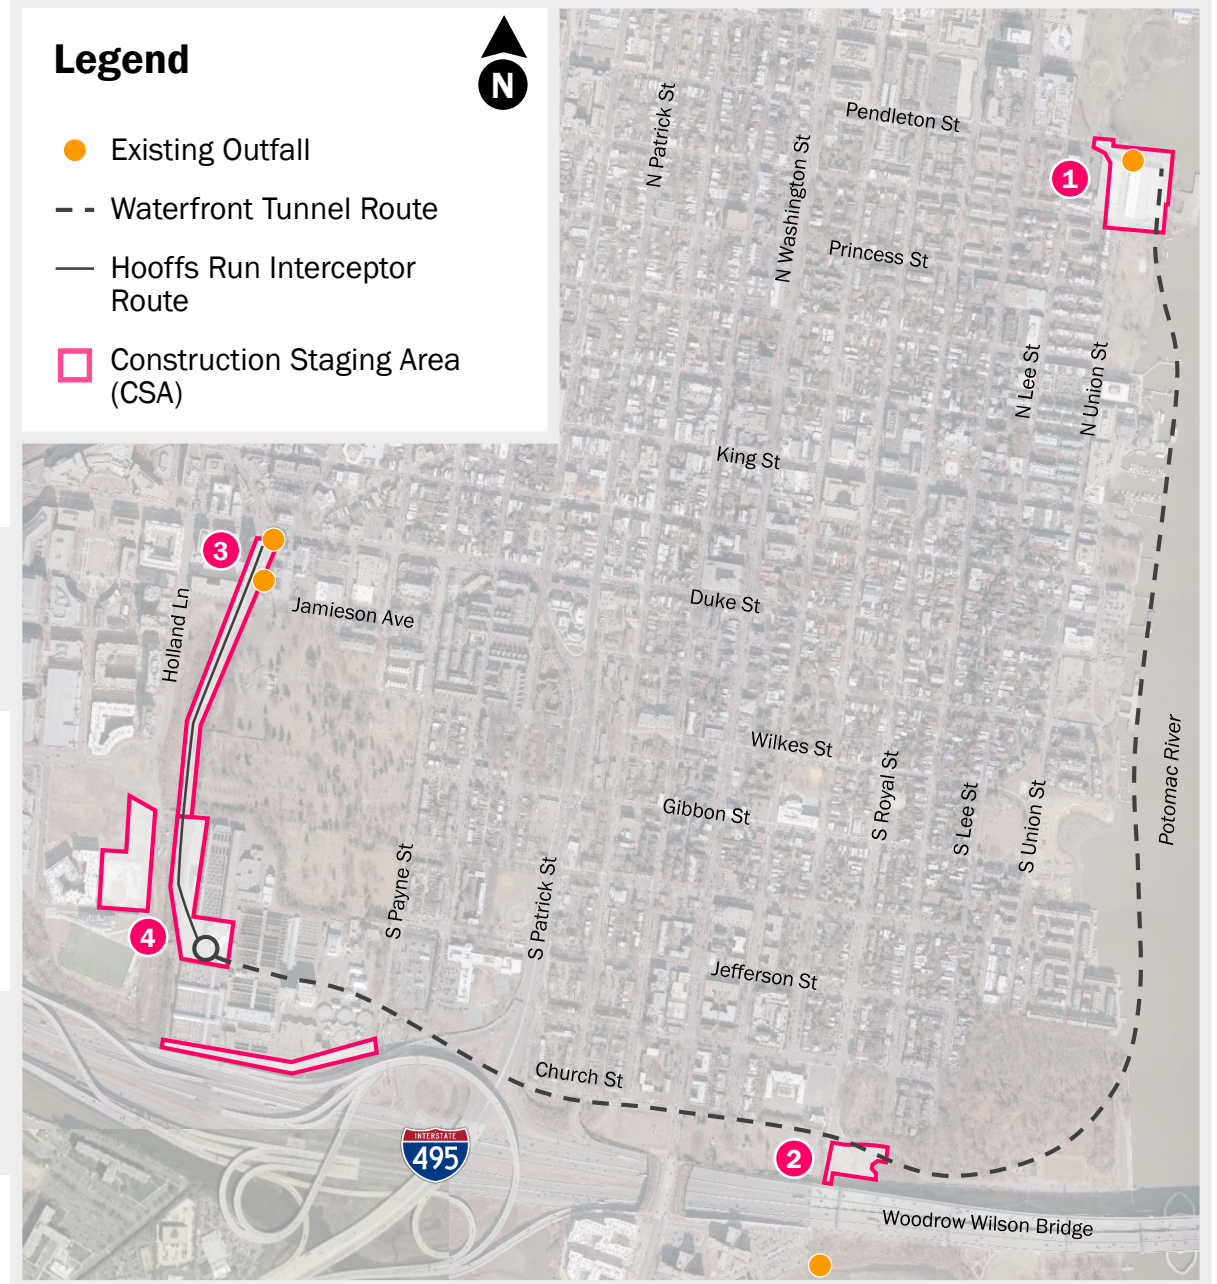 Legend
N
Existing Outfall
Waterfront Tunnel Route
Hooffs Run Interceptor
Route
Construction Staging Area
(CSA)
N Patrick St
Pendleton St
N Washington St
1
Princess St
N Lee St
N Union St
King St
3
Jamieson Ave
Duke St
Holland Ln
Wilkes St
Potomac River
Gibbon St
S Royal St
S Lee St
S Union St
S Payne St
S Patrick St
4
Jefferson St
Church St
INTERSTATE
495
2
Woodrow Wilson Bridge